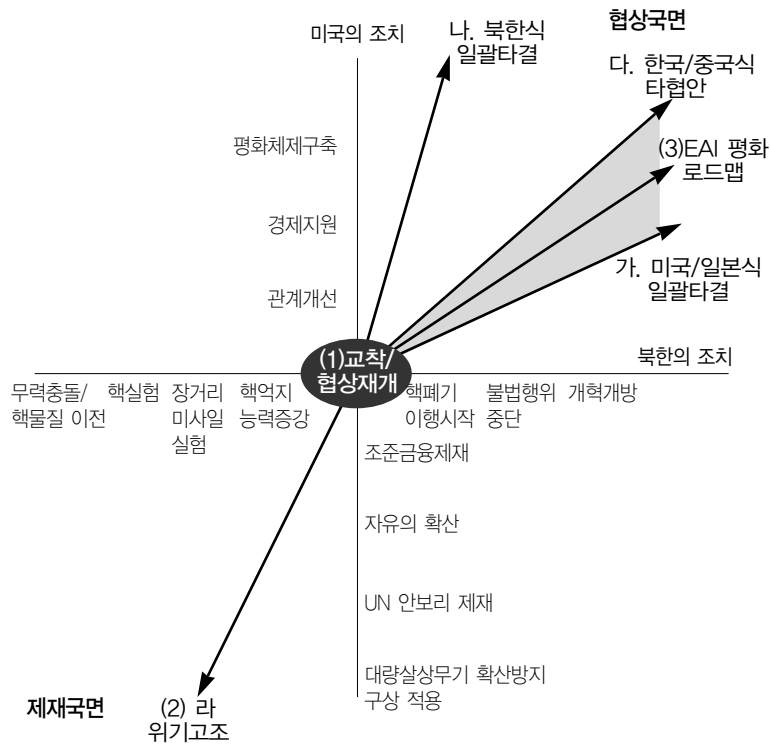 미국의 조치
나. 북한식
일괄타결
협상국면
다. 한국/중국식
타협안
평화체제구축
(3)EAI 평화
로드맵
경제지원
가. 미국/일본식
일괄타결
관계개선
(1)교착/
협상재개
북한의 조치
무력충돌/
핵물질 이전
핵실험
장거리
미사일
실험
핵억지
능력증강
핵폐기
이행시작
불법행위
중단
개혁개방
조준금융제재
자유의 확산
UN 안보리 제재
대량살상무기 확산방지
구상 적용
제재국면
(2) 라
위기고조